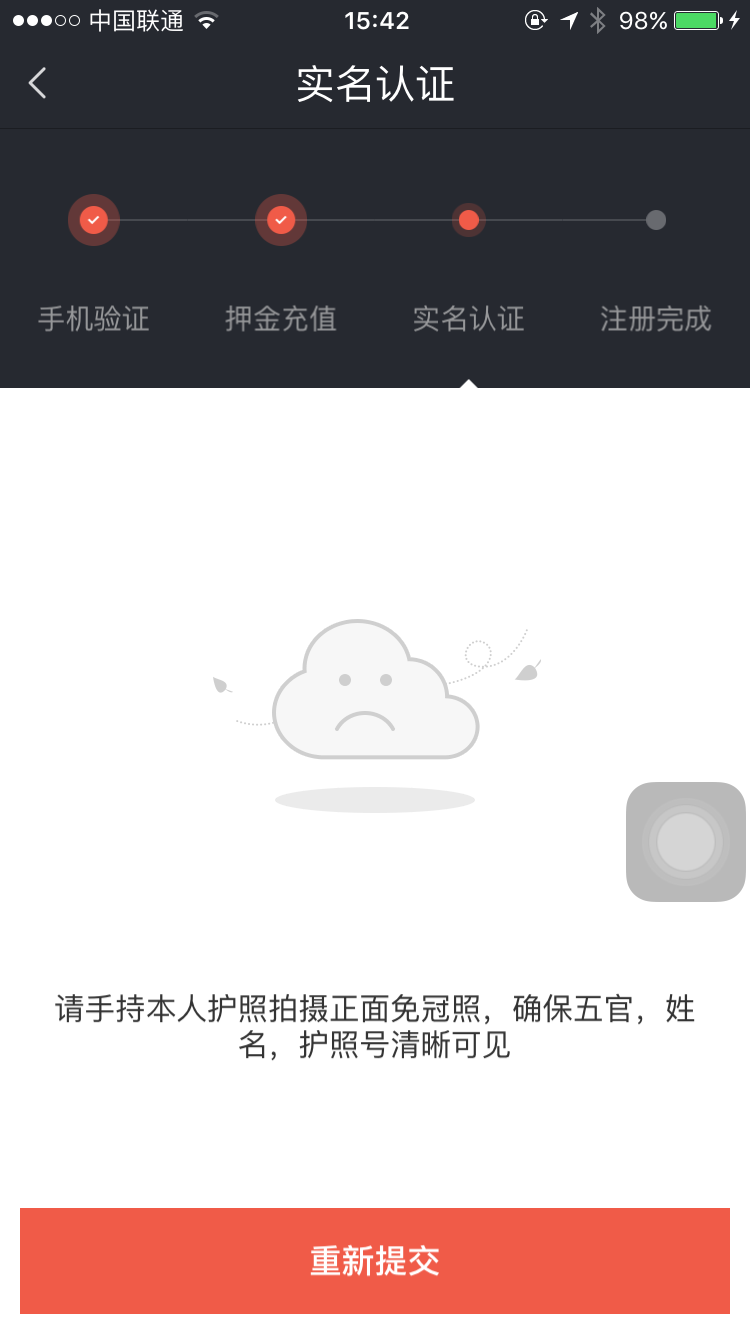 中国联通
15:42
98%
实名认证
手机验证
押金充值
实名认证
注册完成
请手持本人护照拍摄正面免冠照，确保五官，姓
名，护照号清晰可见
重新提交